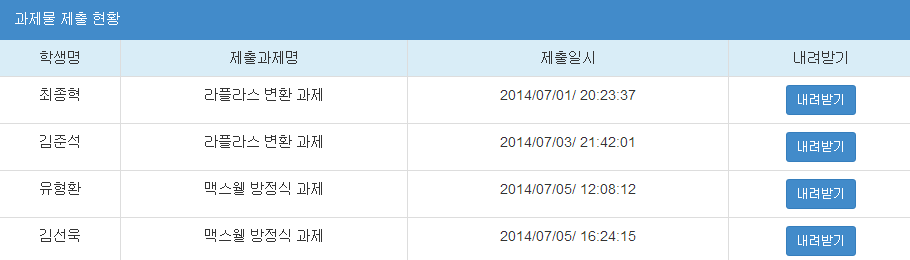 과제물 제출 현황
학생명 제출과제명 제출일시 내려받기
최종혁 라플라스 변환 과제 2014/07/01/ 20:23:37 내려받기
김준석 라플라스 변환 과제 2014/07/03/ 21:42:01 내려받기
유형환 맥스웰 방정식 과제 2014/07/05/ 12:08:12 내려받기
김선욱 맥스웰 방정식 과제 2014/07/05/ 16:24:15 내려받기